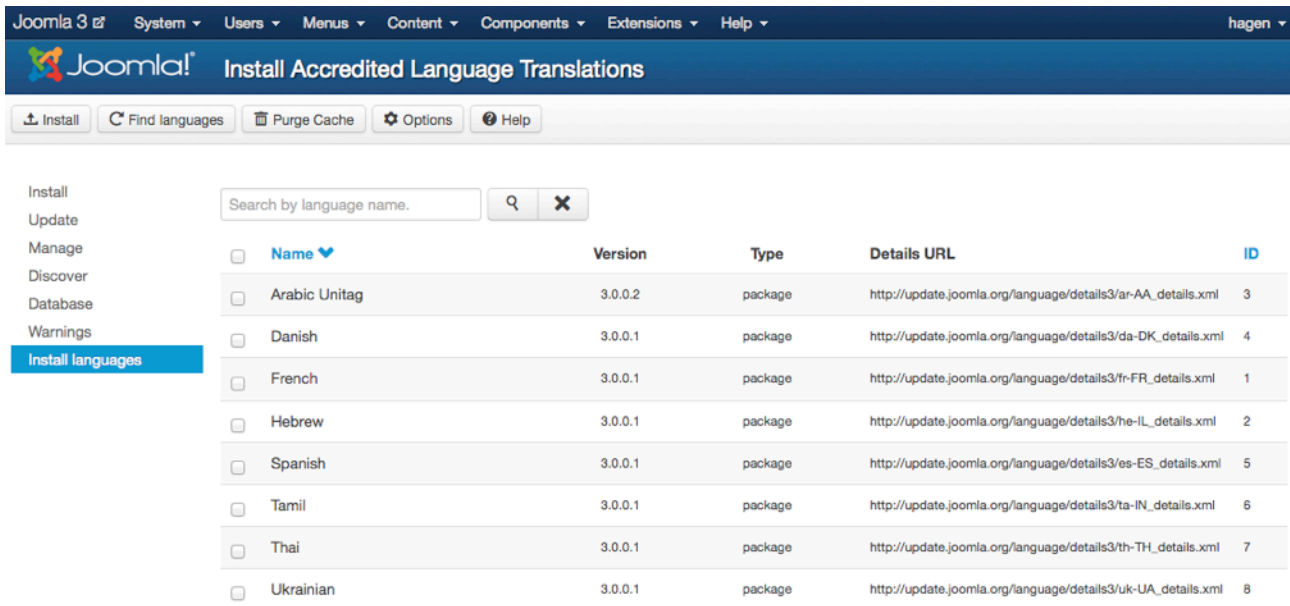 Joomla 3 System Users Menus Content Components Extensions Help hagen
Joomla!® Install Accredited Language Translations
Install Find languages Purge Cache Options Help
Install
Update
Manage
Discover
Database
Warnings
Install languages
Search by language name.
Name Version Type Details URL ID
Arabic Unitag 3.0.0.2 package http://update.joomla.org/language/details3/ar-AA_details.xml 3
Danish 3.0.0.1 package http://update.joomla.org/language/details3/da-DK_details.xml 4
French 3.0.0.1 package http://update.joomla.org/language/details3/fr-FR_details.xml 1
Hebrew 3.0.0.1 package http://update.joomla.org/language/details3/he-IL_details.xml 2
Spanish 3.0.0.1 package http://update.joomla.org/language/details3/es-ES_details.xml 5
Tamil 3.0.0.1 package http://update.joomla.org/language/details3/ta-IN_details.xml 6
Thai 3.0.0.1 package http://update.joomla.org/language/details3/th-TH_details.xml 7
Ukrainian 3.0.0.1 package http://update.joomla.org/language/details3/uk-UA_details.xml 8